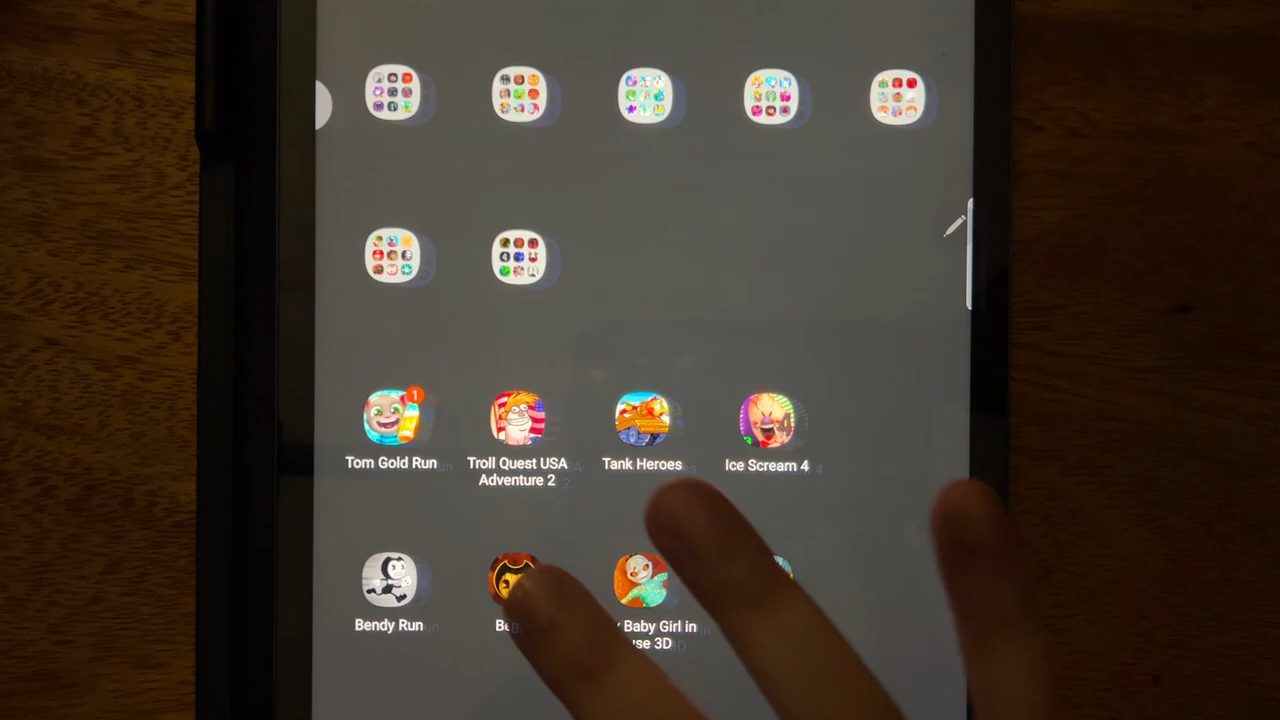 1
Tom Gold Run
Troll Quest USA
Adventure 2
Tank Heroes
Ice Scream 4
Bendy Run
Baby Girl in
3D